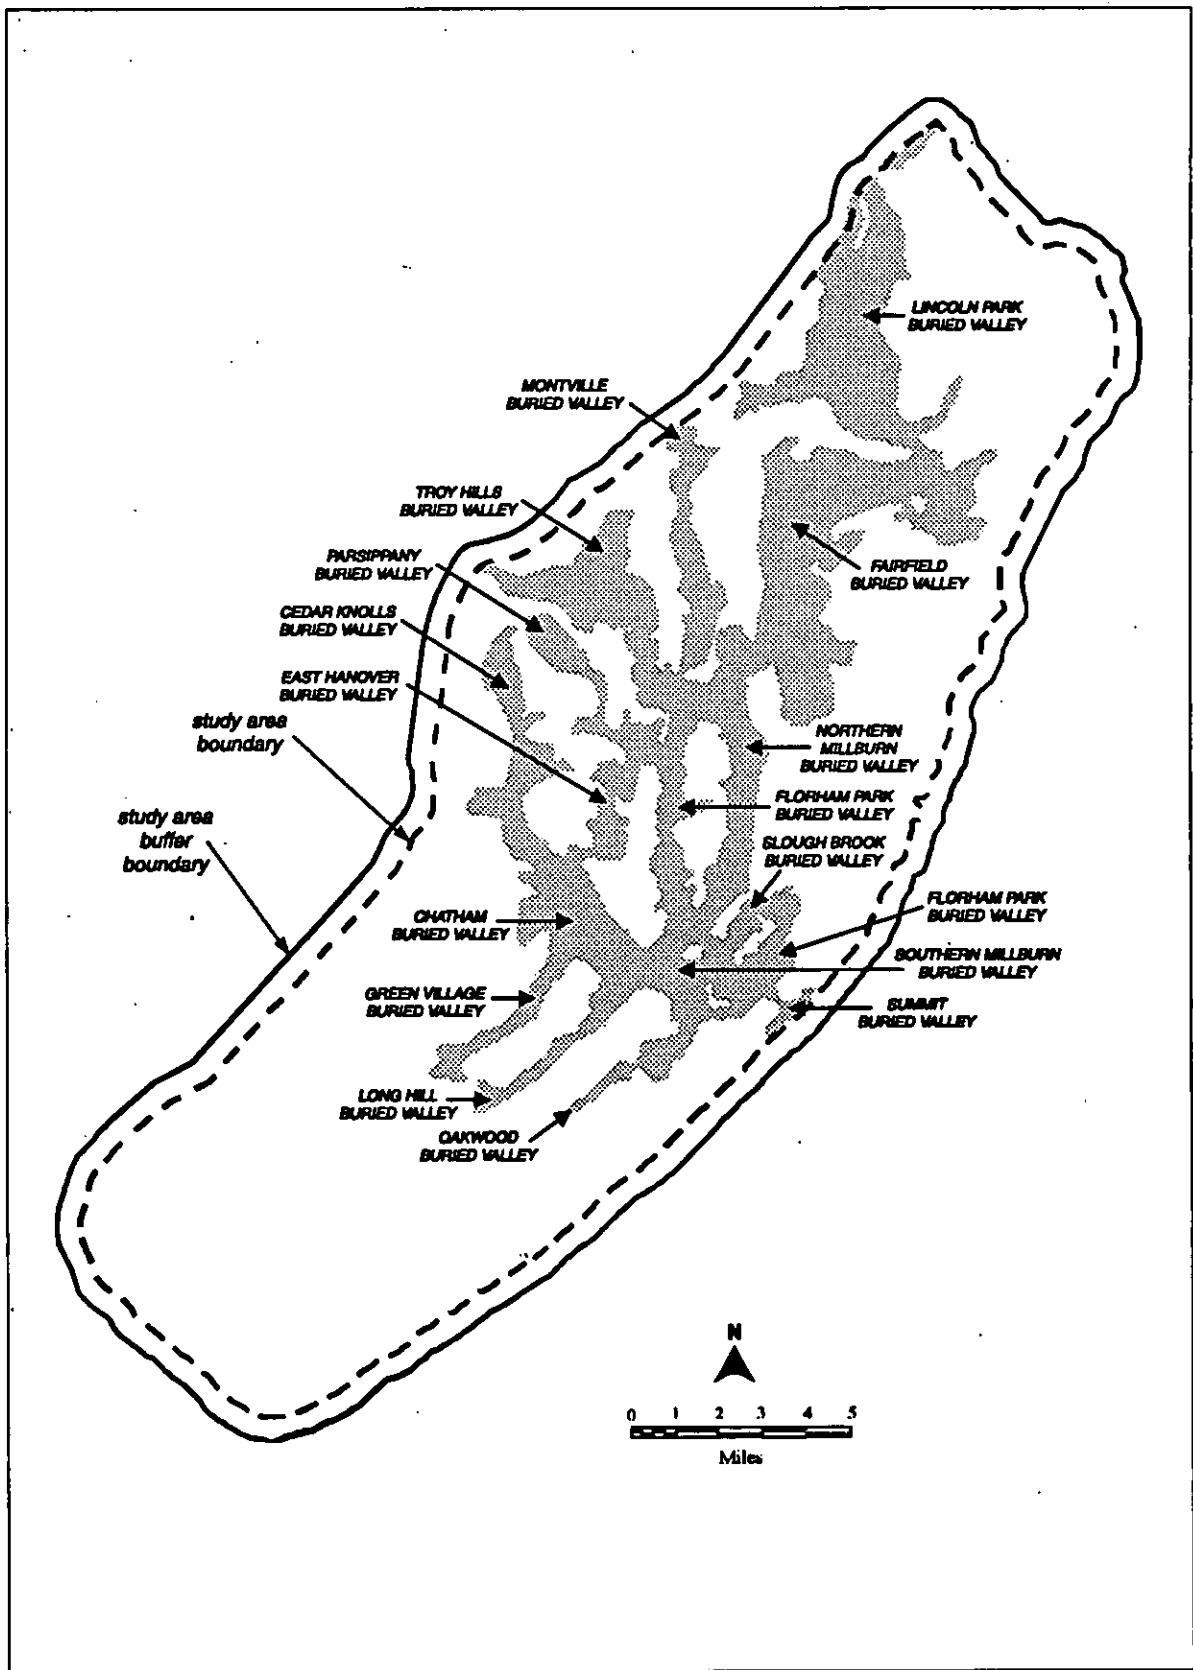 LINCOLN PARK
BURIED VALLEY
MONTVILLE
BURIED VALLEY
TROY HILLS
BURIED VALLEY
PARSIPPANY
BURIED VALLEY
FAIRFIELD
BURIED VALLEY
CEDAR KNOLLS
BURIED VALLEY
EAST HANOVER
BURIED VALLEY
study area
boundary
NORTHERN
MILLBURN
BURIED VALLEY
study area
buffer
boundary
FLORHAM PARK
BURIED VALLEY
SLOUGH BROOK
BURIED VALLEY
CHATHAM
BURIED VALLEY
FLORHAM PARK
BURIED VALLEY
SOUTHERN MILLBURN
BURIED VALLEY
GREEN VILLAGE
BURIED VALLEY
SUMMIT
BURIED VALLEY
LONG HILL
BURIED VALLEY
OAKWOOD
BURIED VALLEY
N
0 1 2 3 4 5
Miles